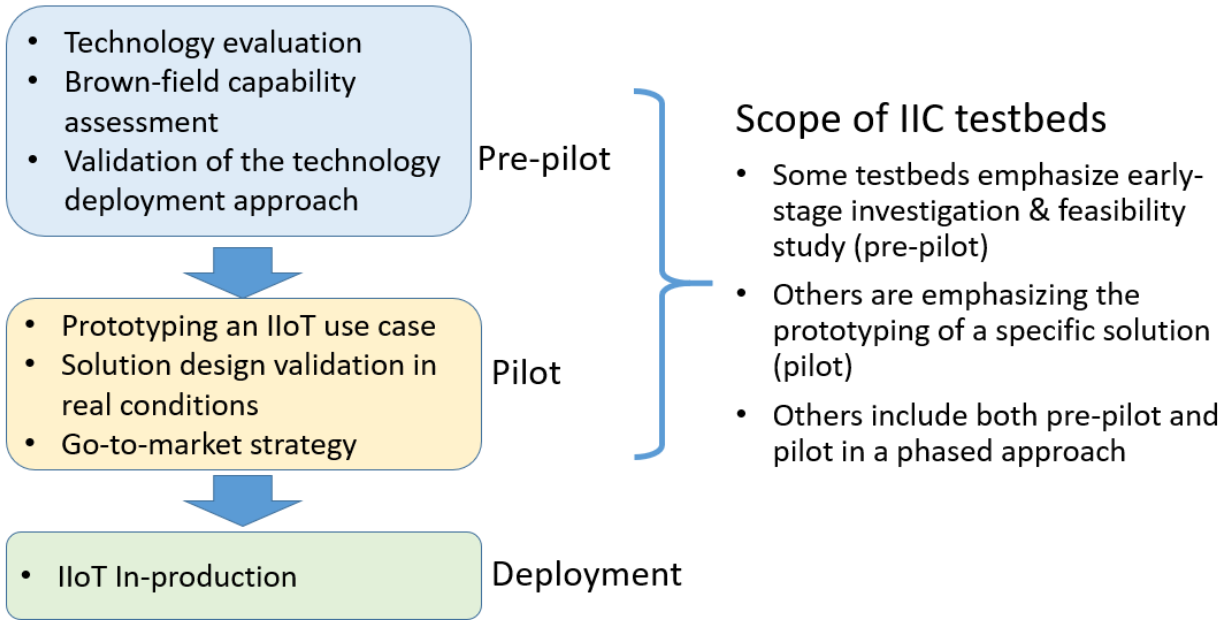 • Technology evaluation
• Brown-field capability
assessment
• Validation of the technology
deployment approach
Pre-pilot
• Prototyping an IIoT use case
• Solution design validation in
real conditions
• Go-to-market strategy
Pilot
• IIoT In-production
Deployment
Scope of IIC testbeds
• Some testbeds emphasize early-
stage investigation & feasibility
study (pre-pilot)
• Others are emphasizing the
prototyping of a specific solution
(pilot)
• Others include both pre-pilot and
pilot in a phased approach